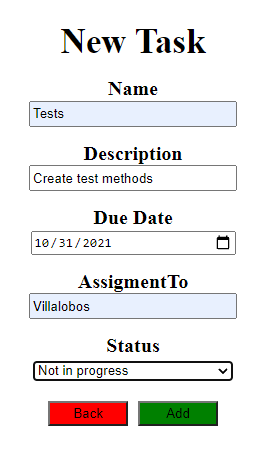 New Task
Name
Tests
Description
Create test methods
Due Date
10/31/2021
AssigmentTo
Villalobos
Status
Not in progress
Back Add